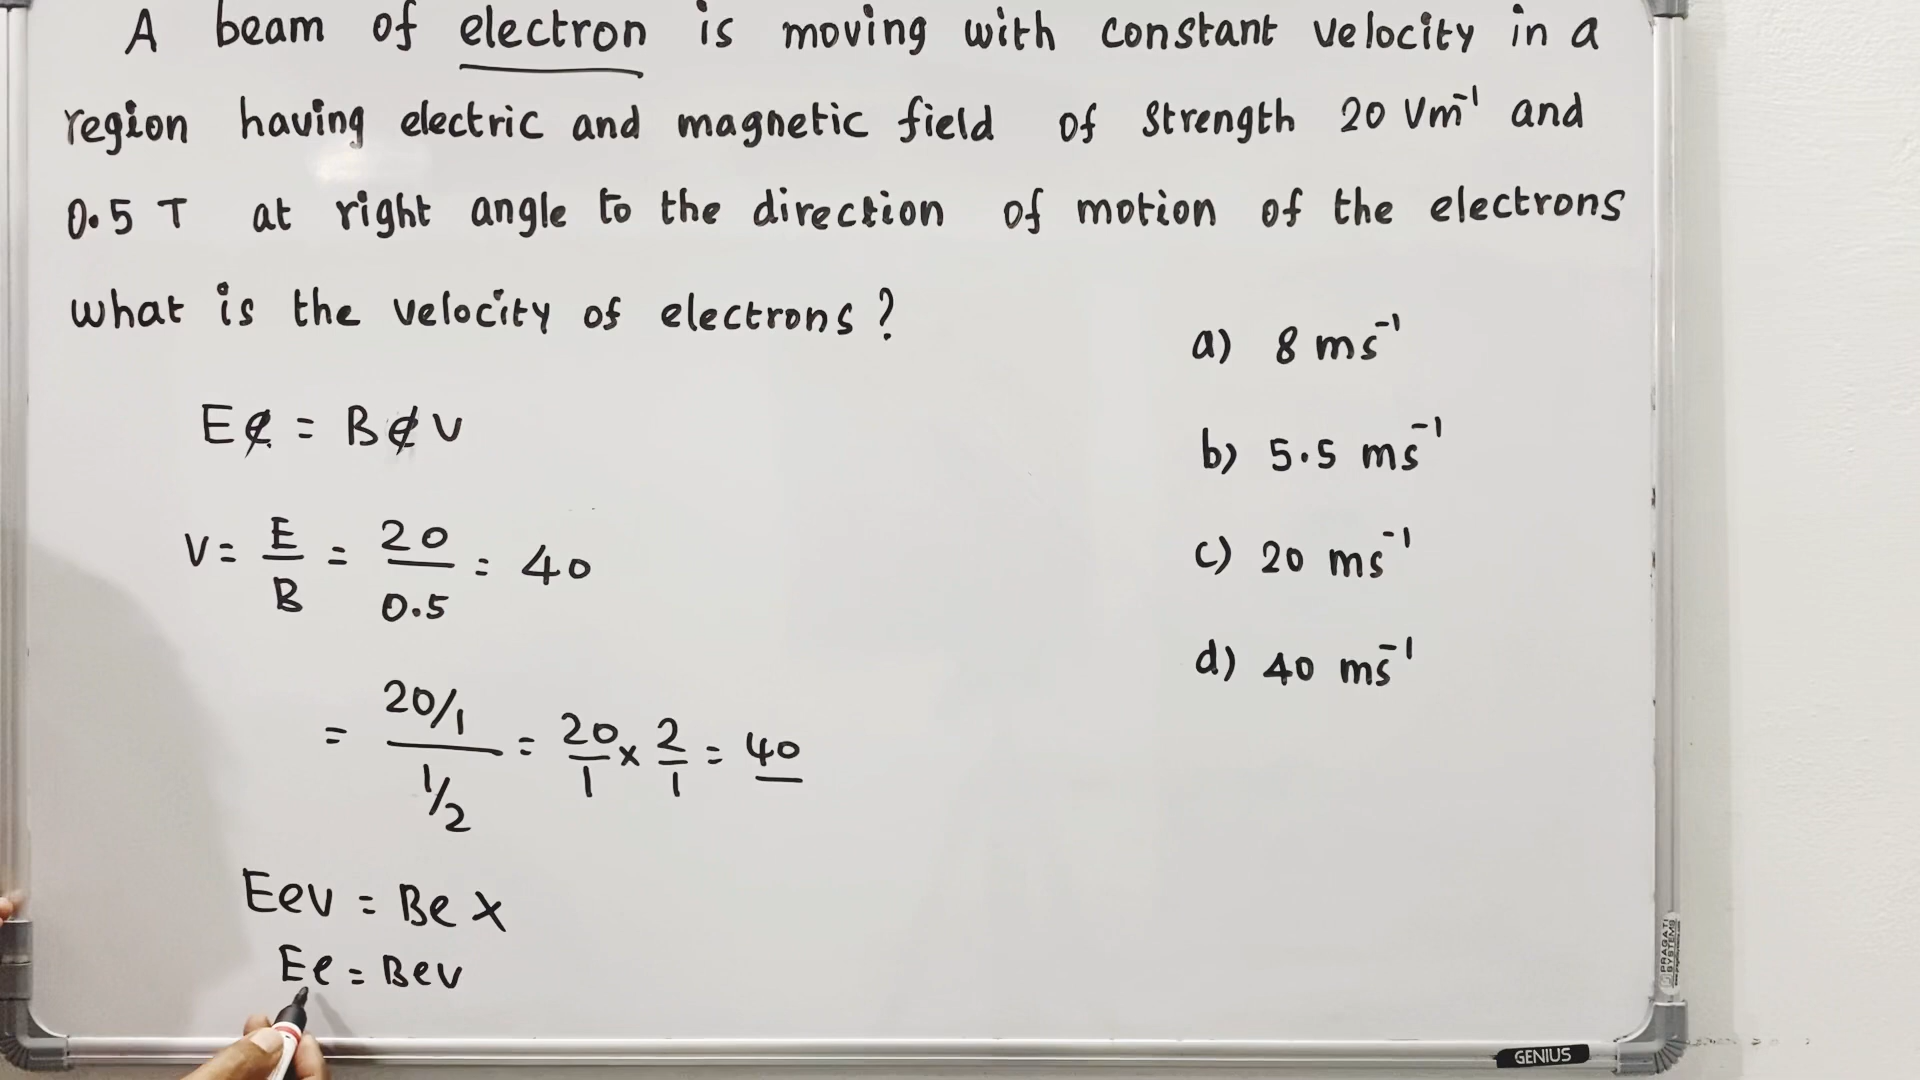 A beam of electron is moving with constant velocity in a
region having electric and magnetic field of strength 20 Vm⁻¹ and
0.5 T at right angle to the direction of motion of the electrons
what is the velocity of electrons?
a) 8 ms⁻¹
b) 5.5 ms⁻¹
c) 20 ms⁻¹
d) 40 ms⁻¹
Ee = BeV
V = E/B = 20/0.5 = 40
= 20/1 / 1/2 = 20/1 x 2/1 = 40
EeV = Be X
Ee = BeV
PRAGATI SYSTEMS
GENIUS